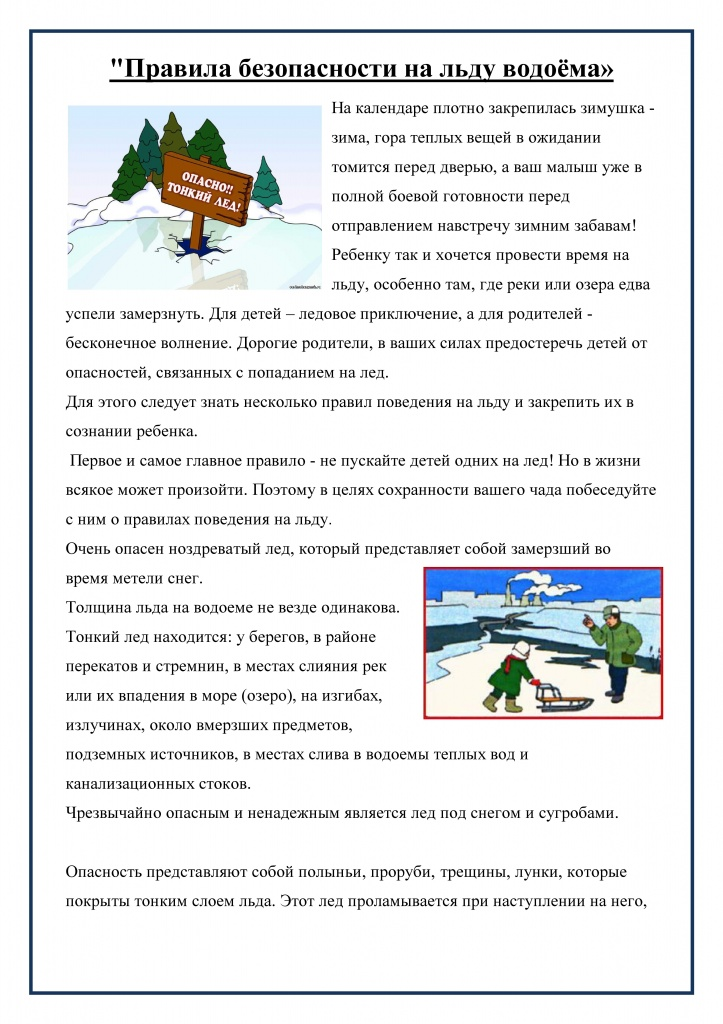 "Правила безопасности на льду водоёма»
На календаре плотно закрепилась зимушка -
зима, гора теплых вещей в ожидании
томится перед дверью, а ваш малыш уже в
полной боевой готовности перед
отправлением навстречу зимним забавам!
Ребенку так и хочется провести время на
льду, особенно там, где реки или озера едва
ОПАСНО!!
ТОНКИЙ ЛЕД!
успели замерзнуть. Для детей – ледовое приключение, а для родителей -
бесконечное волнение. Дорогие родители, в ваших силах предостеречь детей от
опасностей, связанных с попаданием на лед.
Для этого следует знать несколько правил поведения на льду и закрепить их в
сознании ребенка.
Первое и самое главное правило - не пускайте детей одних на лед! Но в жизни
всякое может произойти. Поэтому в целях сохранности вашего чада побеседуйте
с ним о правилах поведения на льду.
Очень опасен ноздреватый лед, который представляет собой замерзший во
время метели снег.
Толщина льда на водоеме не везде одинакова.
Тонкий лед находится: у берегов, в районе
перекатов и стремнин, в местах слияния рек
или их впадения в море (озеро), на изгибах,
излучинах, около вмерзших предметов,
подземных источников, в местах слива в водоемы теплых вод и
канализационных стоков.
Чрезвычайно опасным и ненадежным является лед под снегом и сугробами.
Опасность представляют собой полыньи, проруби, трещины, лунки, которые
покрыты тонким слоем льда. Этот лед проламывается при наступлении на него,